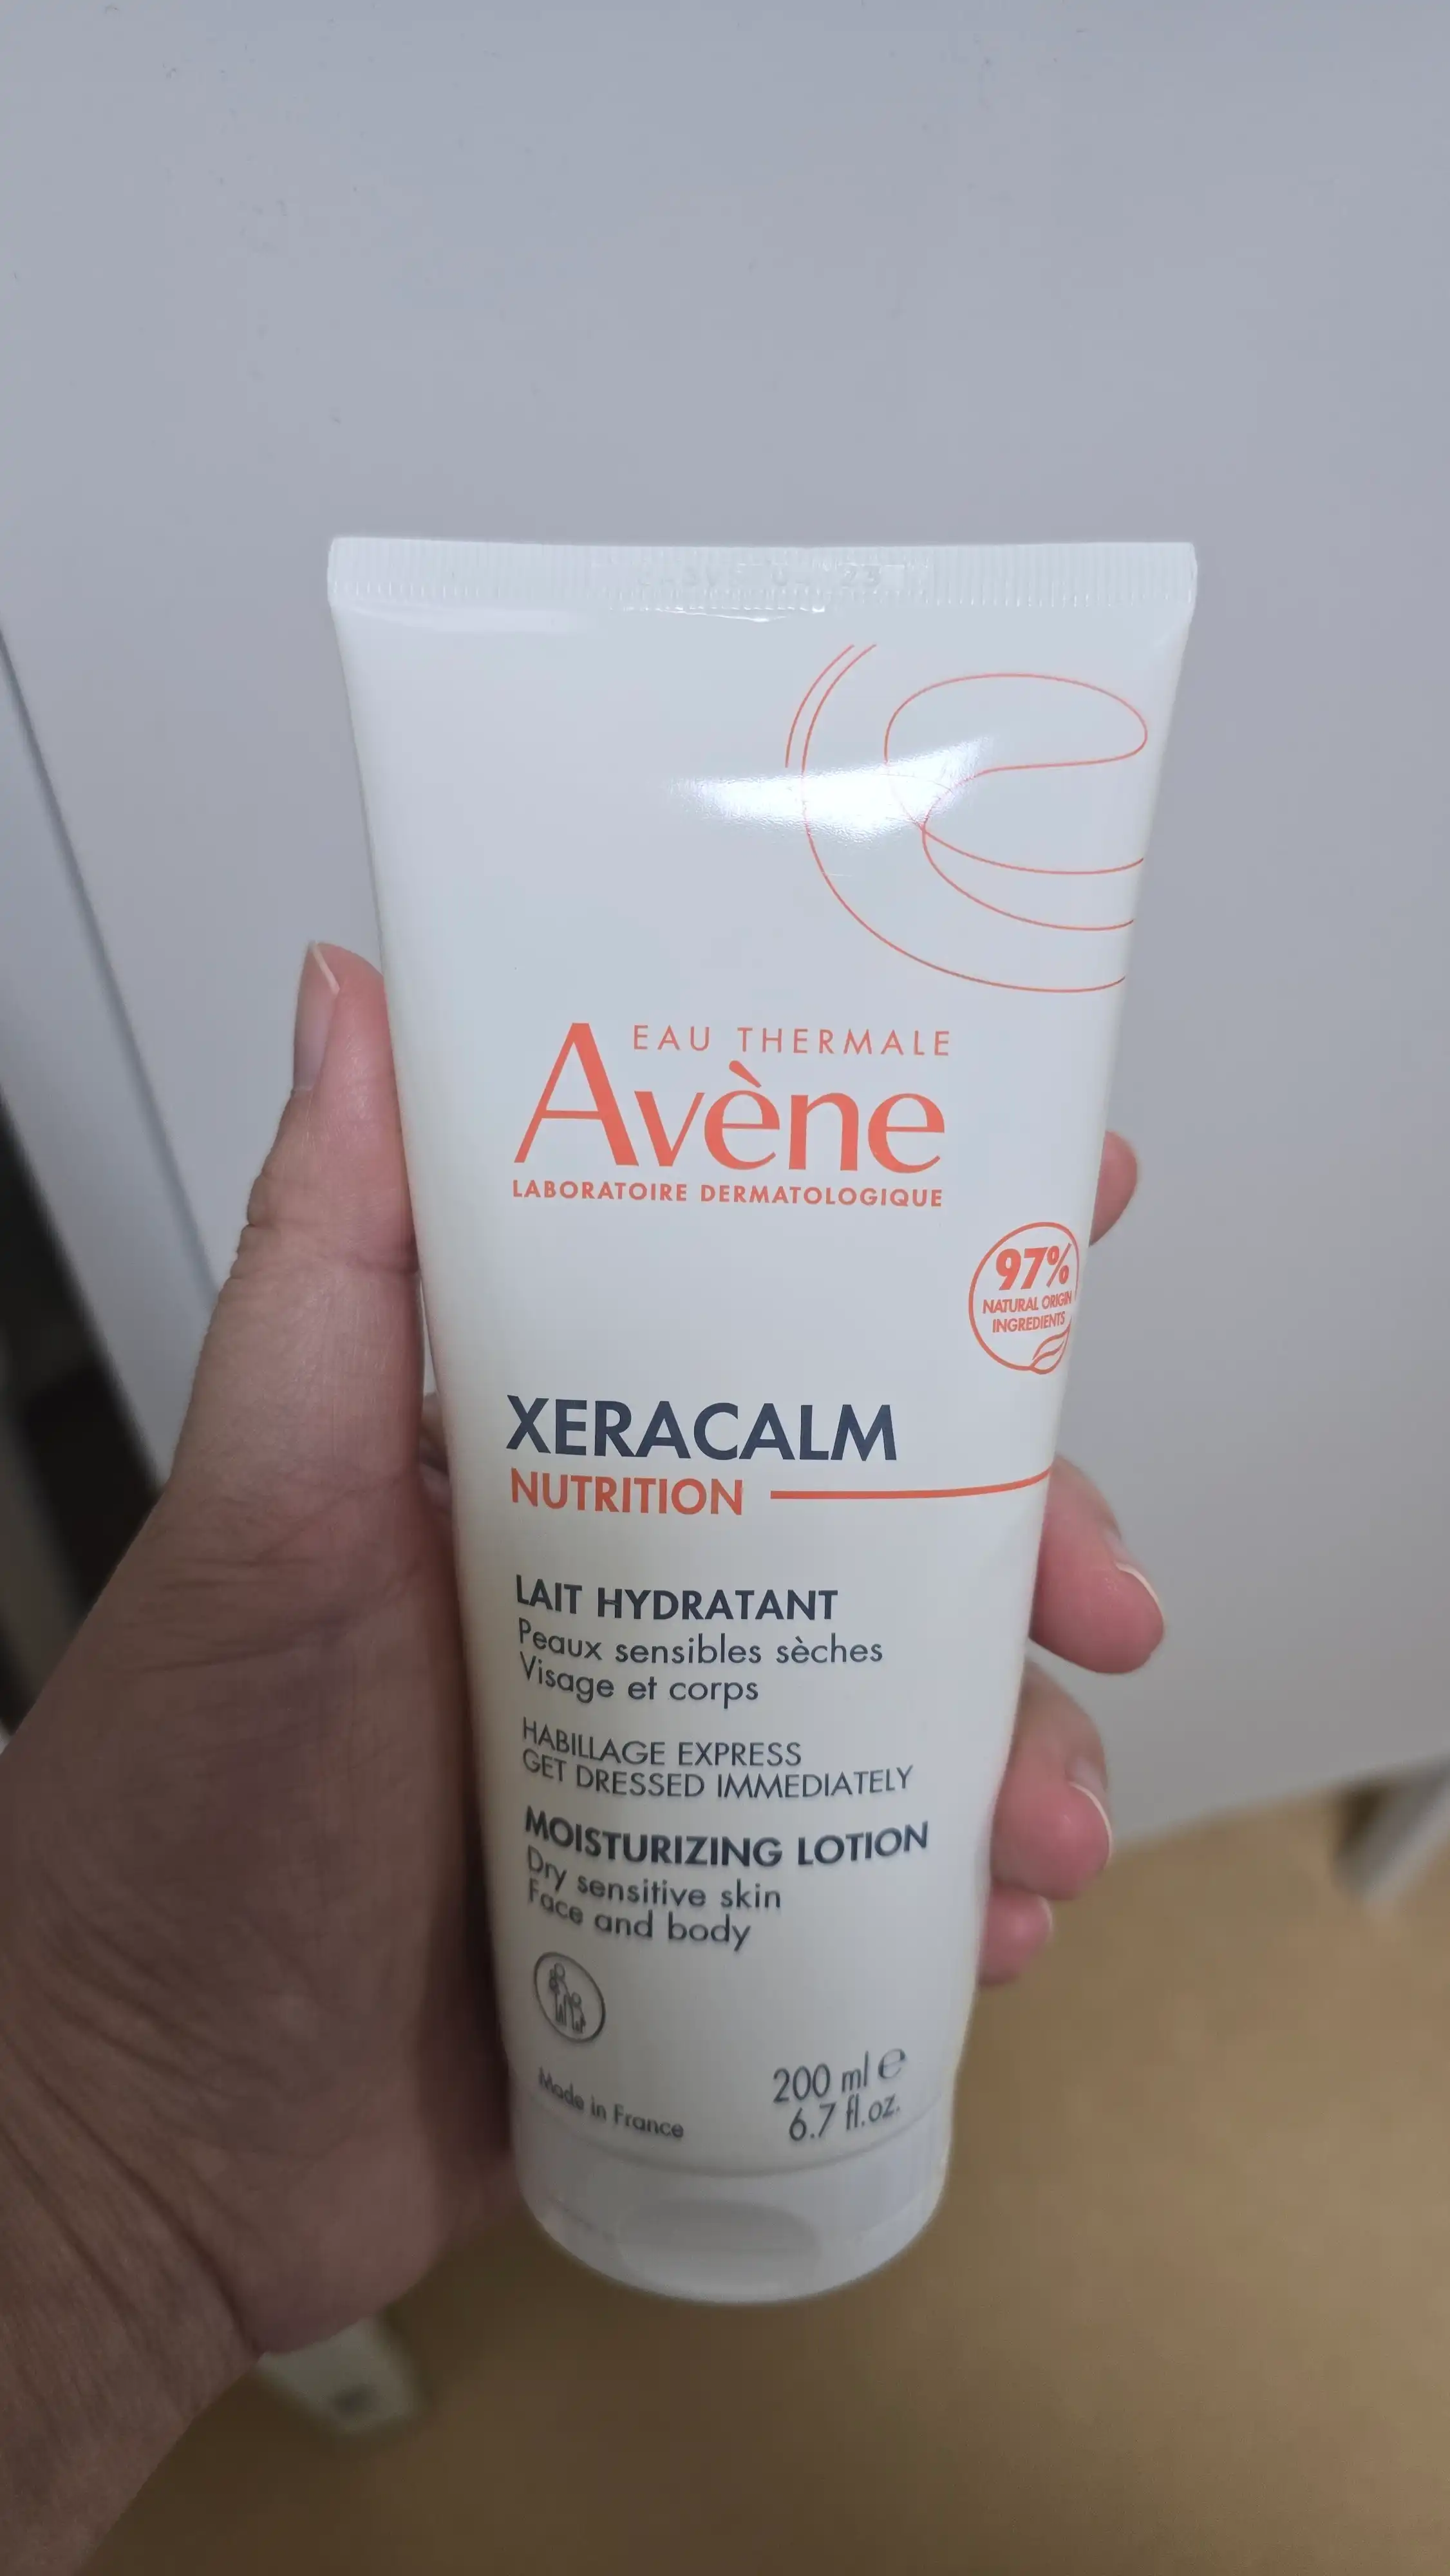 EAU THERMALE
Avène
LABORATOIRE DERMATOLOGIQUE
97%
NATURAL ORIGIN
INGREDIENTS
XERACALM
NUTRITION
LAIT HYDRATANT
Peaux sensibles sèches
Visage et corps
HABILLAGE EXPRESS
GET DRESSED IMMEDIATELY
MOISTURIZING LOTION
Dry sensitive skin
Face and body
Made in France
200 ml ℮
6.7 fl.oz.